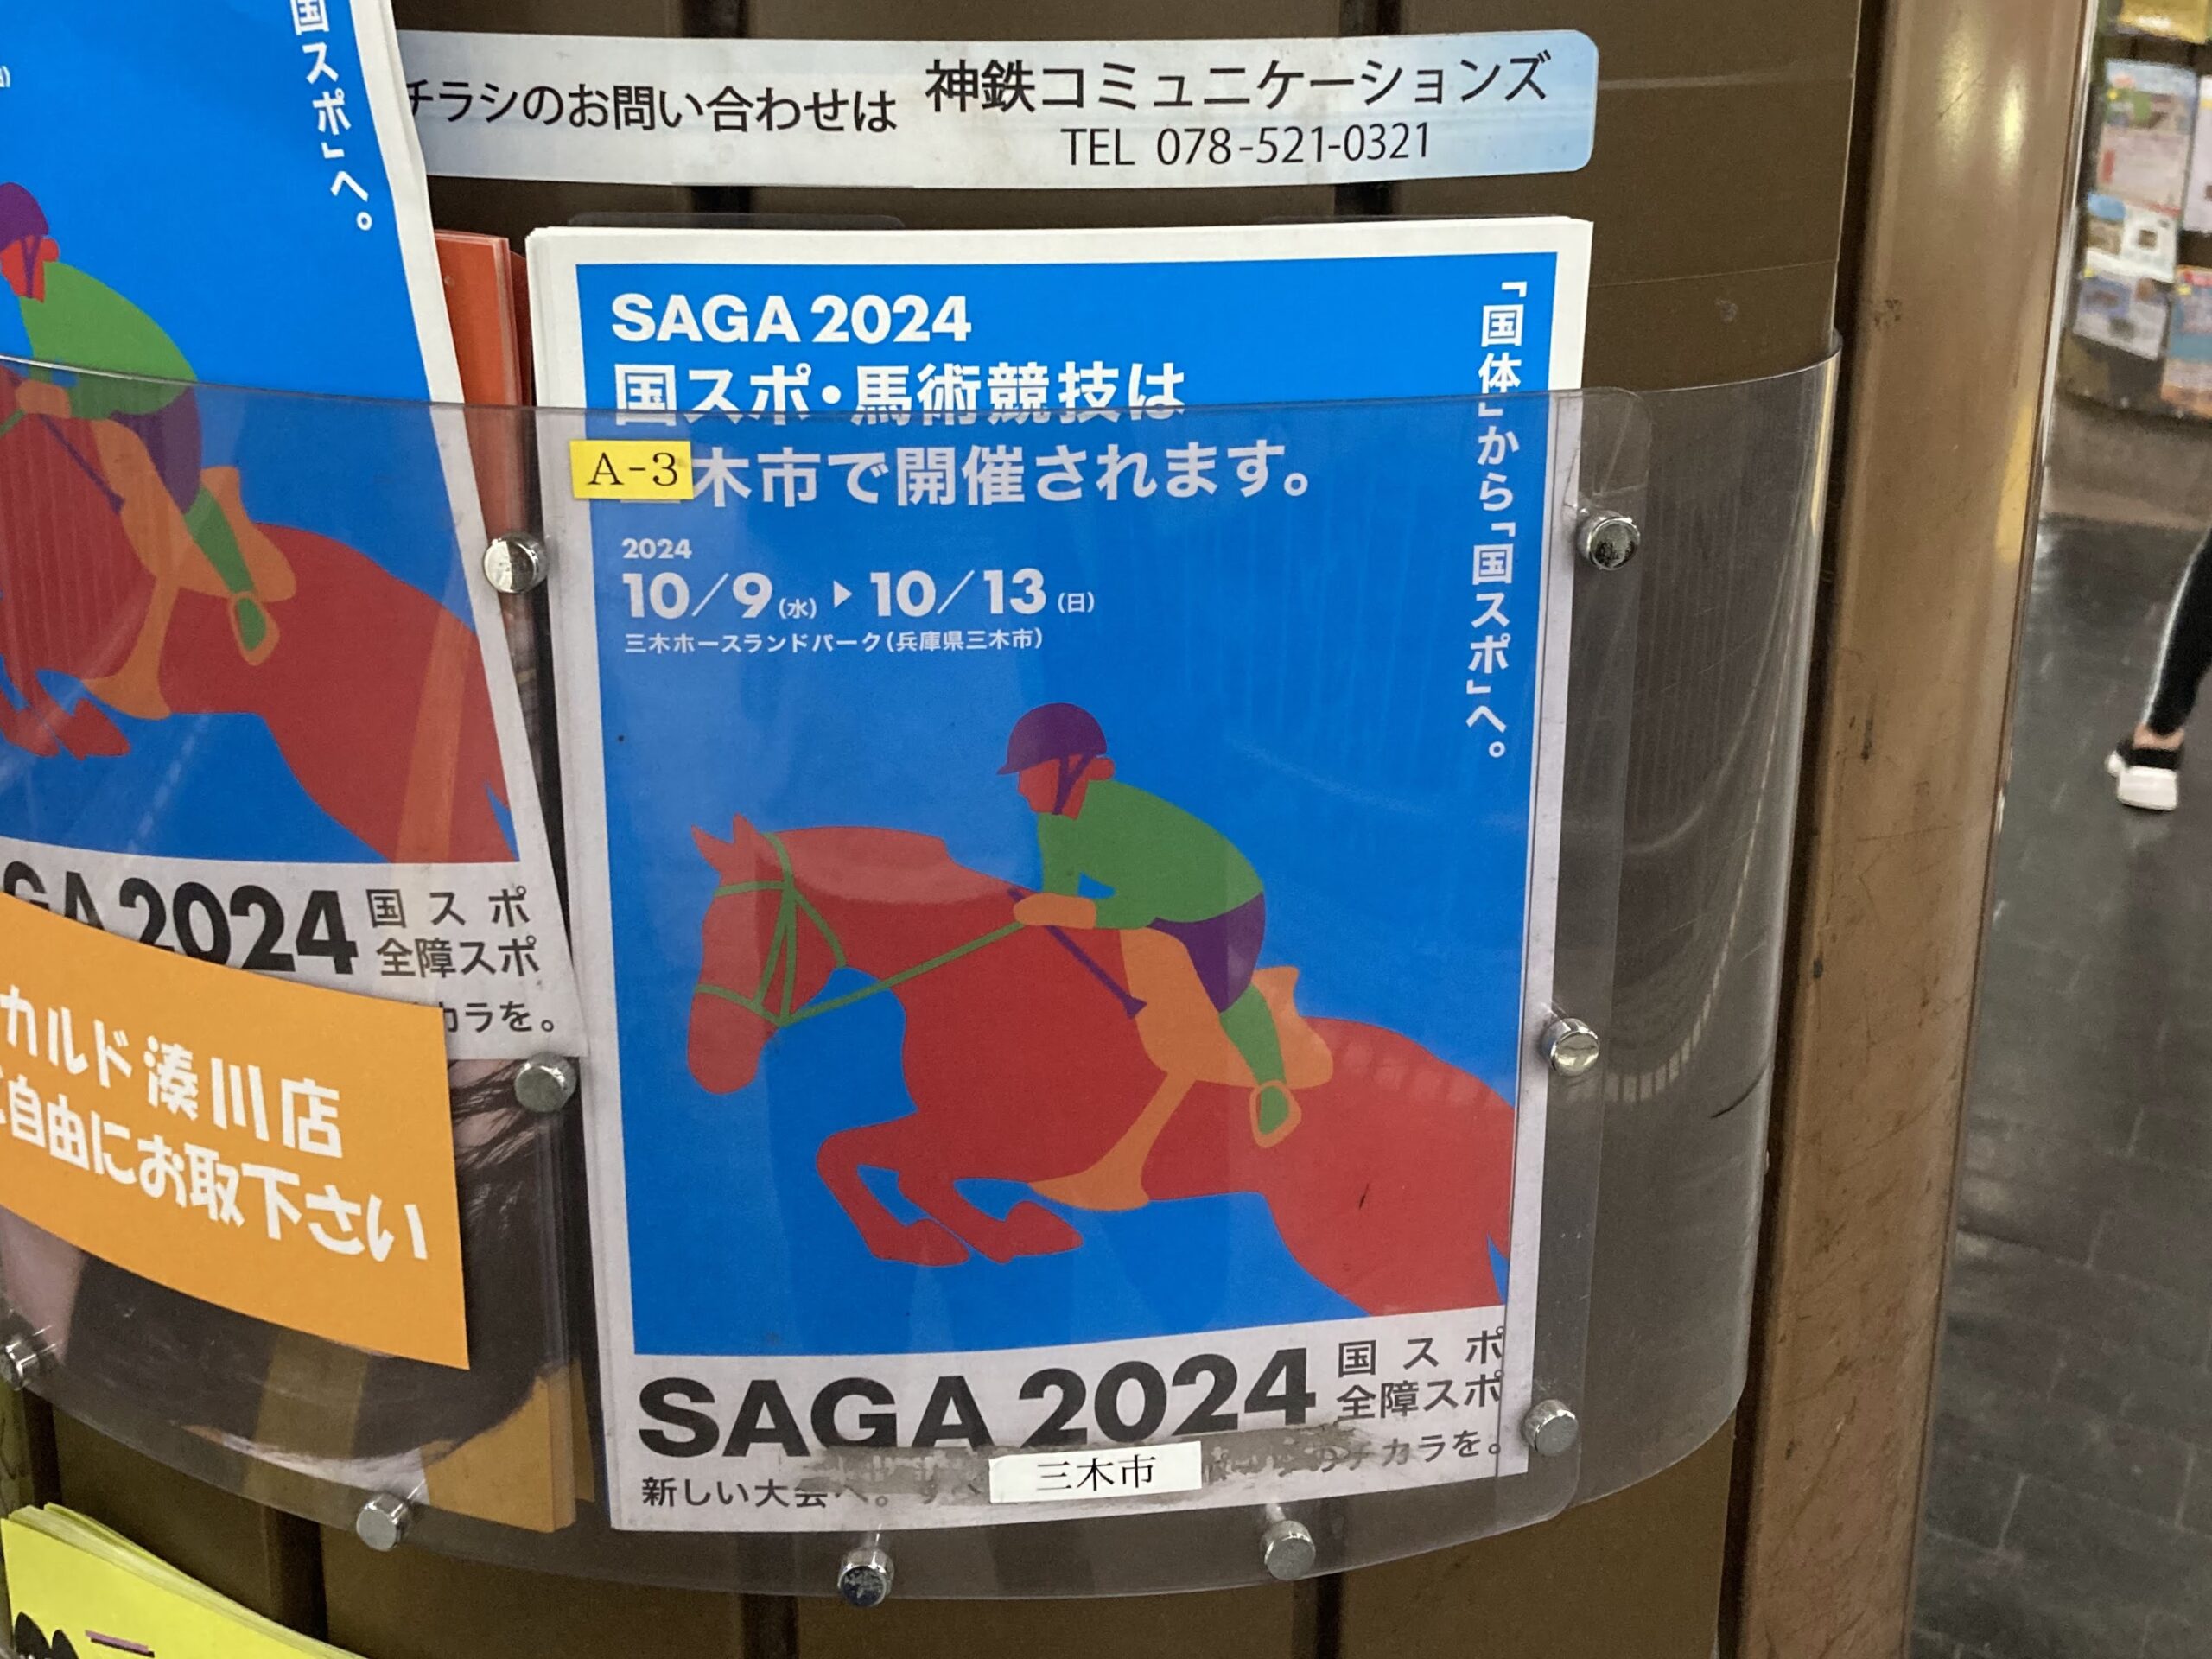 チラシのお問い合わせは
神鉄コミュニケーションズ
TEL 078-521-0321
国スポ」へ。
SAGA 2024
国スポ・馬術競技は
木市で開催されます。
A-3
2024
10/9(水)▶10/13(日)
三木ホースランドパーク(兵庫県三木市)
「国体」から「国スポ」へ。
GA 2024
国スポ
全障スポ
カラを。
カルド湊川店
ご自由にお取下さい
SAGA 2024
国スポ
全障スポ
新しい大会へ。すべ
のチカラを。
三木市